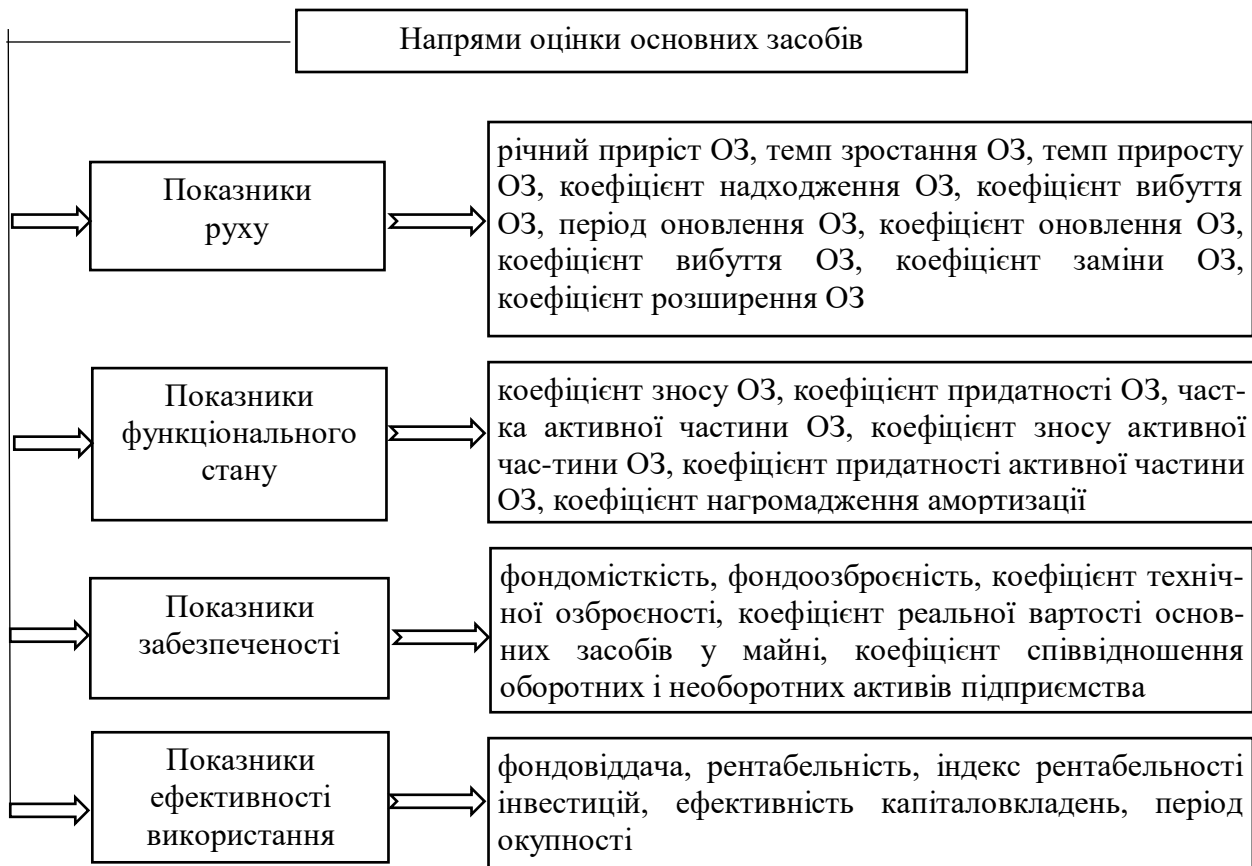 Напрями оцінки основних засобів
Показники
руху
річний приріст ОЗ, темп зростання ОЗ, темп приросту
ОЗ, коефіцієнт надходження ОЗ, коефіцієнт вибуття
ОЗ, період оновлення ОЗ, коефіцієнт оновлення ОЗ,
коефіцієнт вибуття ОЗ, коефіцієнт заміни ОЗ,
коефіцієнт розширення ОЗ
Показники
функціонального
стану
коефіцієнт зносу ОЗ, коефіцієнт придатності ОЗ, част-
ка активної частини ОЗ, коефіцієнт зносу активної
час-тини ОЗ, коефіцієнт придатності активної частини
ОЗ, коефіцієнт нагромадження амортизації
Показники
забезпеченості
фондомісткість, фондоозброєність, коефіцієнт техніч-
ної озброєності, коефіцієнт реальної вартості основ-
них засобів у майні, коефіцієнт співвідношення
оборотних і необоротних активів підприємства
Показники
ефективності
використання
фондовіддача, рентабельність, індекс рентабельності
інвестицій, ефективність капіталовкладень, період
окупності